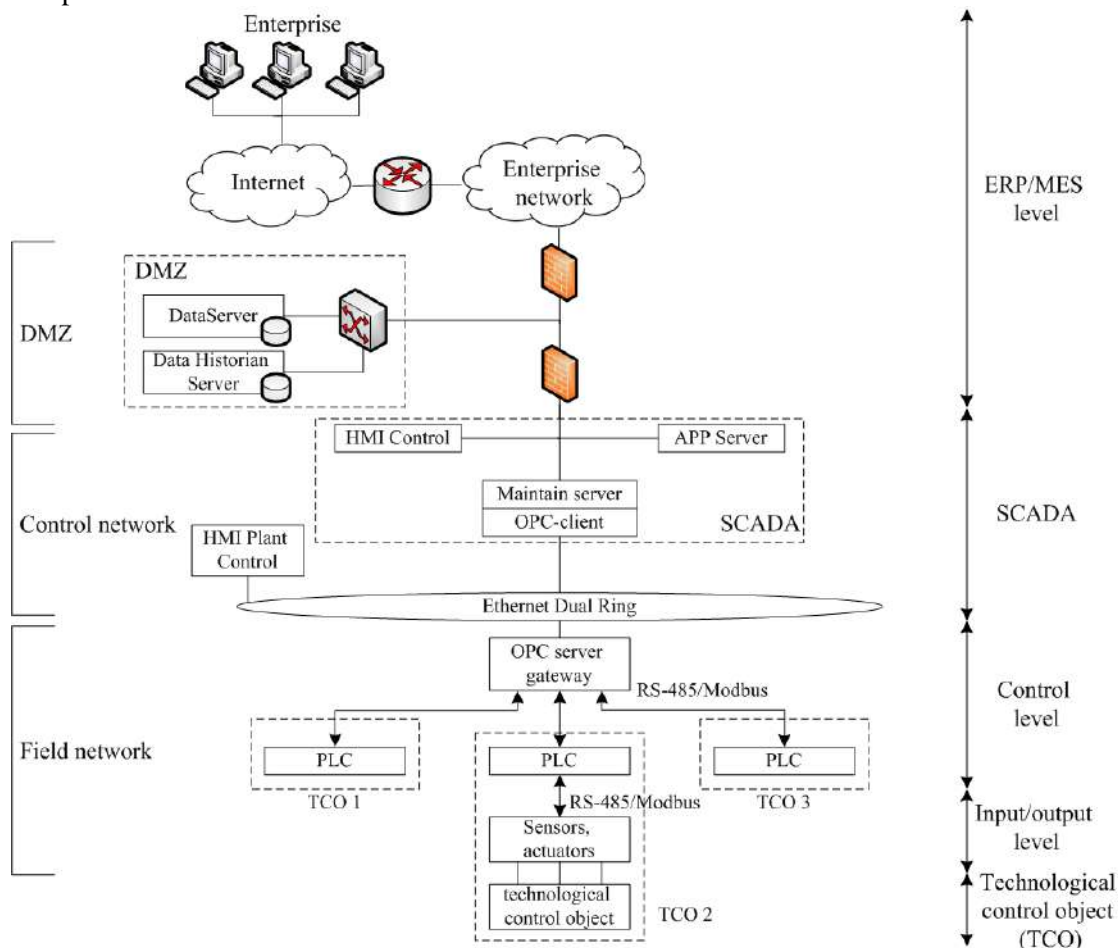 Enterprise
Internet
Enterprise
network
ERP/MES
level
DMZ
DMZ
DataServer
Data Historian
Server
HMI Control
APP Server
Maintain server
OPC-client
SCADA
SCADA
Control network
HMI Plant
Control
Ethernet Dual Ring
OPC server
gateway
RS-485/Modbus
Control
level
Field network
PLC
PLC
PLC
TCO 1
RS-485/Modbus
TCO 3
Sensors,
actuators
Input/output
level
technological
control object
TCO 2
Technological
control object
(TCO)